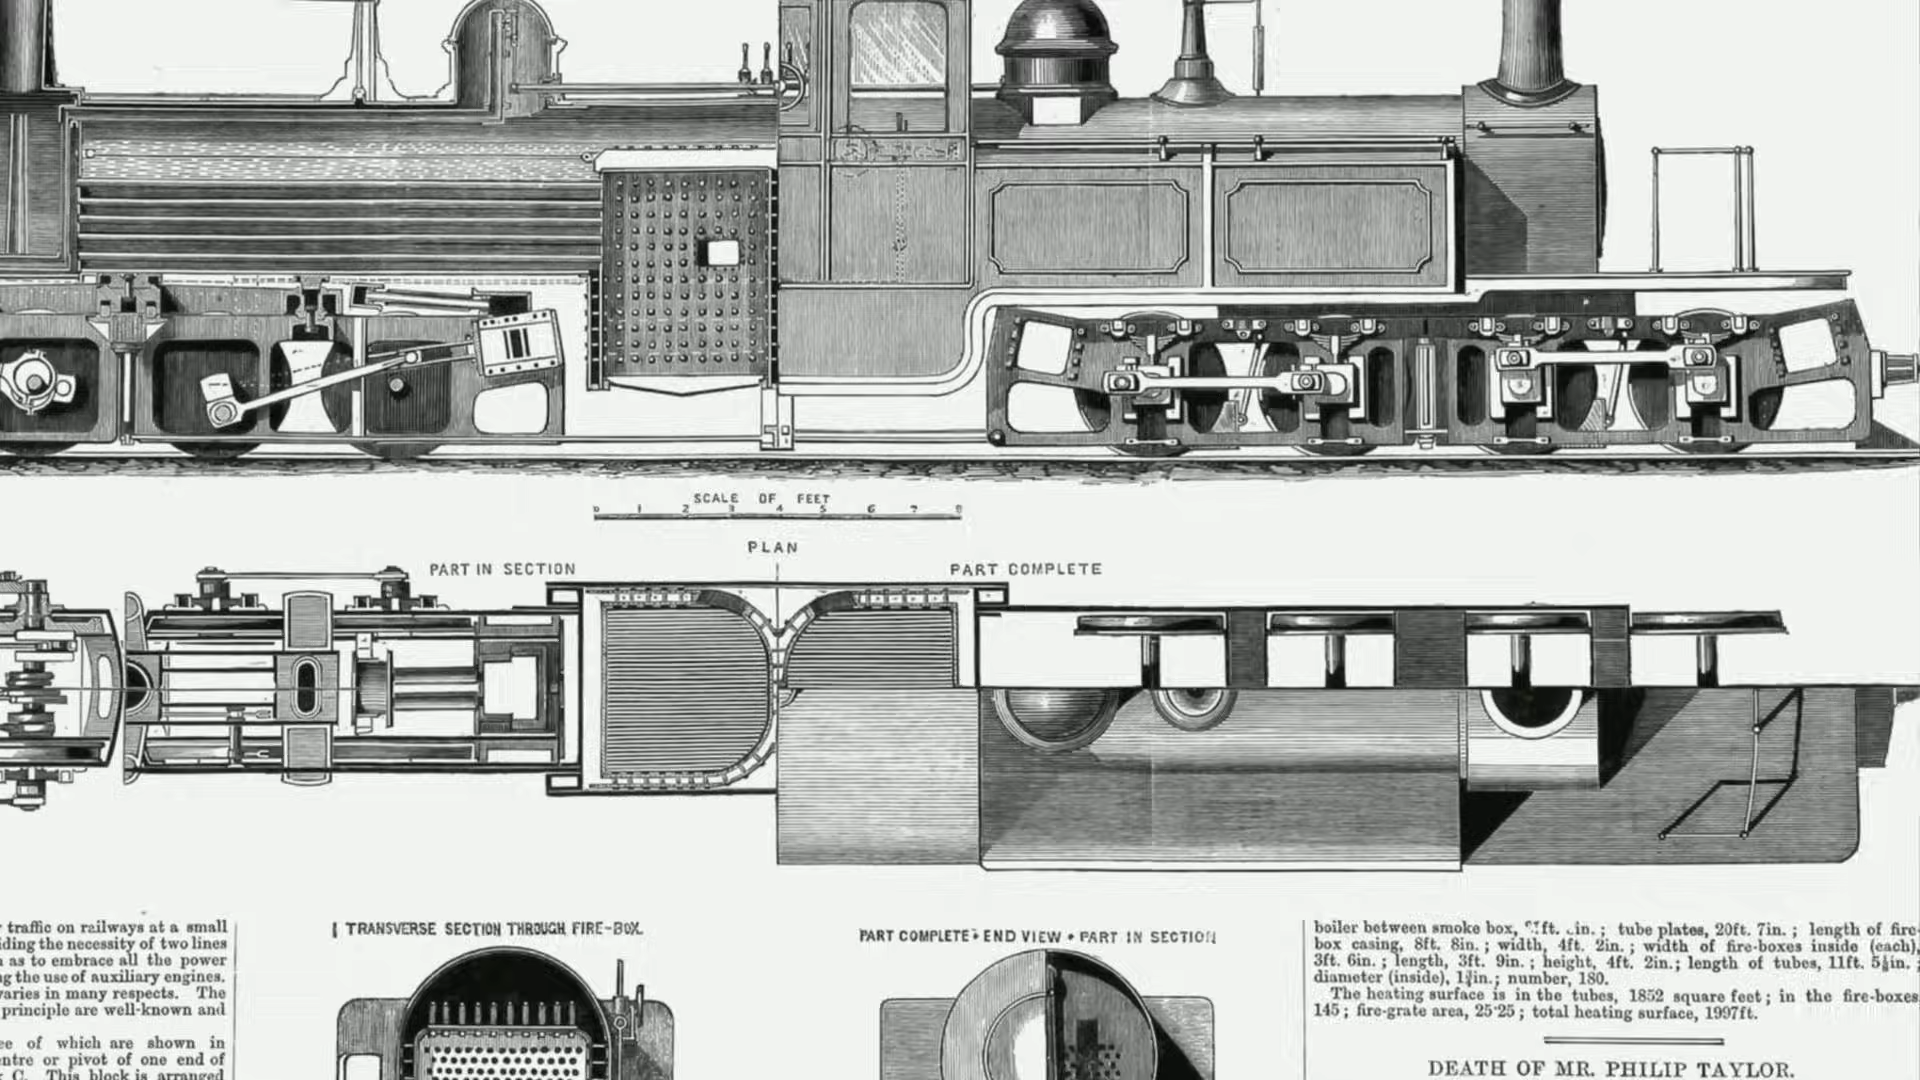 SCALE OF FEET
0 1 2 3 4 5 6 7 8
PLAN
PART IN SECTION
PART COMPLETE
traffic on railways at a small
iding the necessity of two lines
as to embrace all the power
ng the use of auxiliary engines.
varies in many respects. The
principle are well-known and
ee of which are shown in
entre or pivot of one end of
C. This block is arranged
TRANSVERSE SECTION THROUGH FIRE-BOX.
PART COMPLETE • END VIEW • PART IN SECTION
boiler between smoke box, ft. in.; tube plates, 20ft. 7in.; length of fire-
box casing, 8ft. 8in.; width, 4ft. 2in.; width of fire-boxes inside (each),
3ft. 6in.; length, 3ft. 9in.; height, 4ft. 2in.; length of tubes, 11ft. 5½in.;
diameter (inside), in.; number, 180.
The heating surface is in the tubes, 1852 square feet; in the fire-boxes
145; fire-grate area, 25·25; total heating surface, 1997ft.
DEATH OF MR. PHILIP TAYLOR.